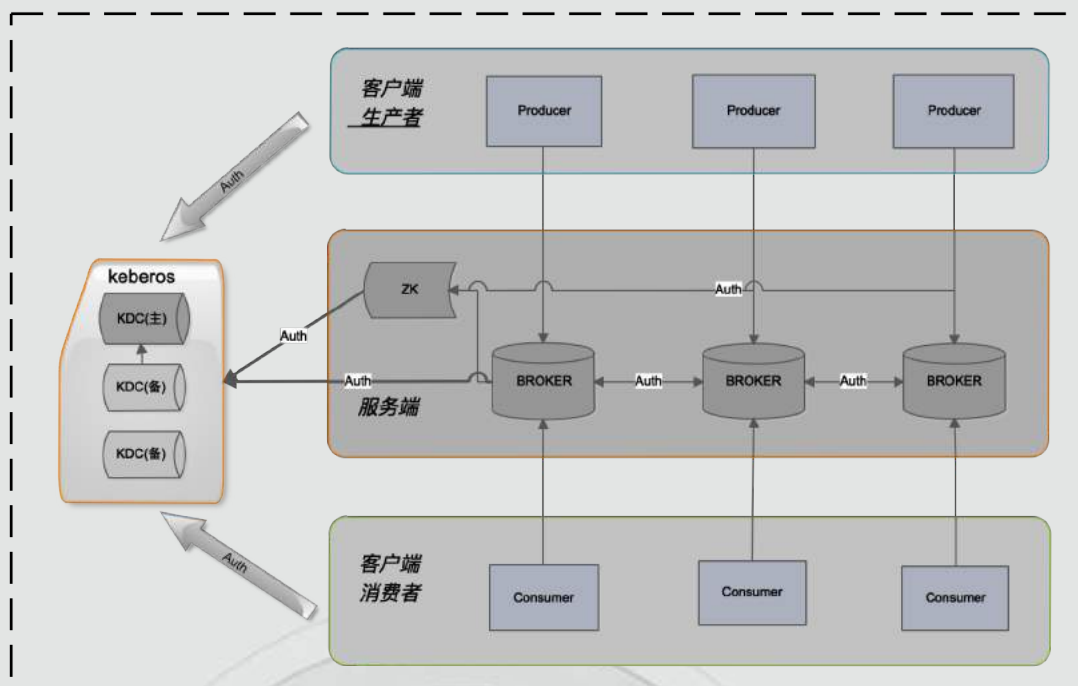 客户端
生产者
Producer
Producer
Producer
Auth
keberos
KDC(主)
KDC(备)
KDC(备)
ZK
Auth
Auth
Auth
BROKER
Auth
BROKER
Auth
BROKER
服务端
Auth
客户端
消费者
Consumer
Consumer
Consumer